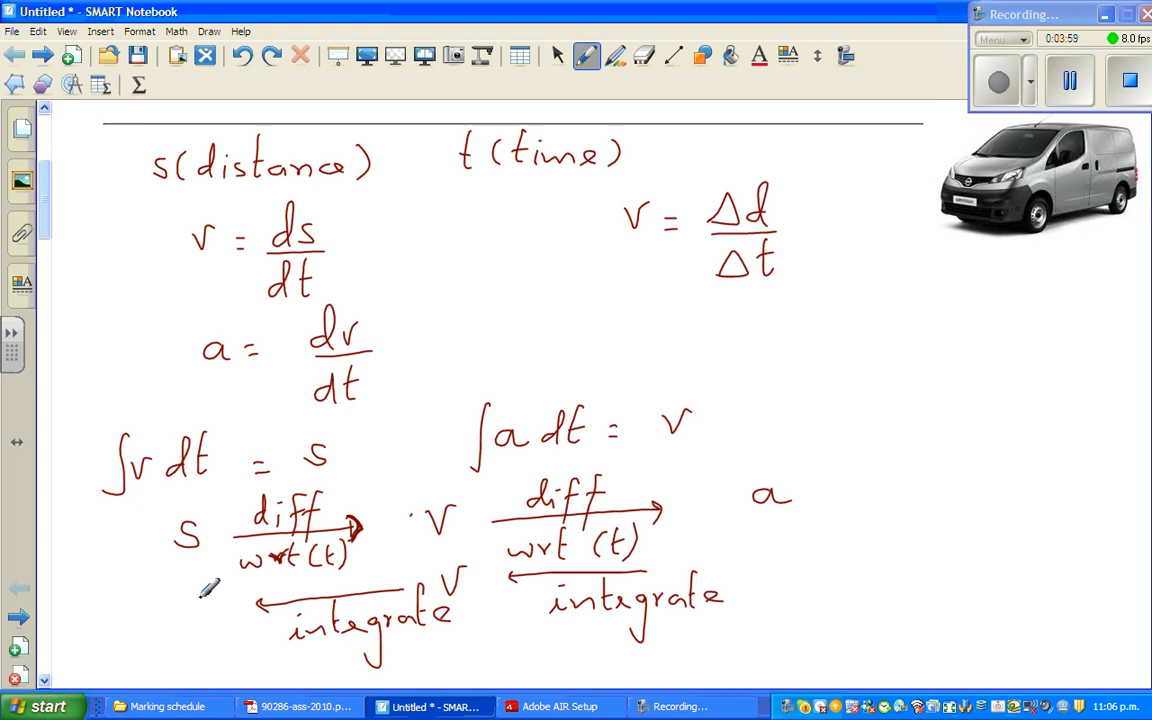 Untitled * - SMART Notebook
Recording...
File Edit View Insert Format Math Draw Help
Menu 0:03:59 8.0 fps
s(distance) t(time)
v = ds/dt v = Δd/Δt
a = dv/dt
∫v dt = s ∫a dt = v
s diff wrt (t) v diff wrt (t) a
v
integrate integrate
start Marking schedule 90286-ass-2010.p... Untitled * - SMAR... Adobe AIR Setup Recording... 11:06 p.m.